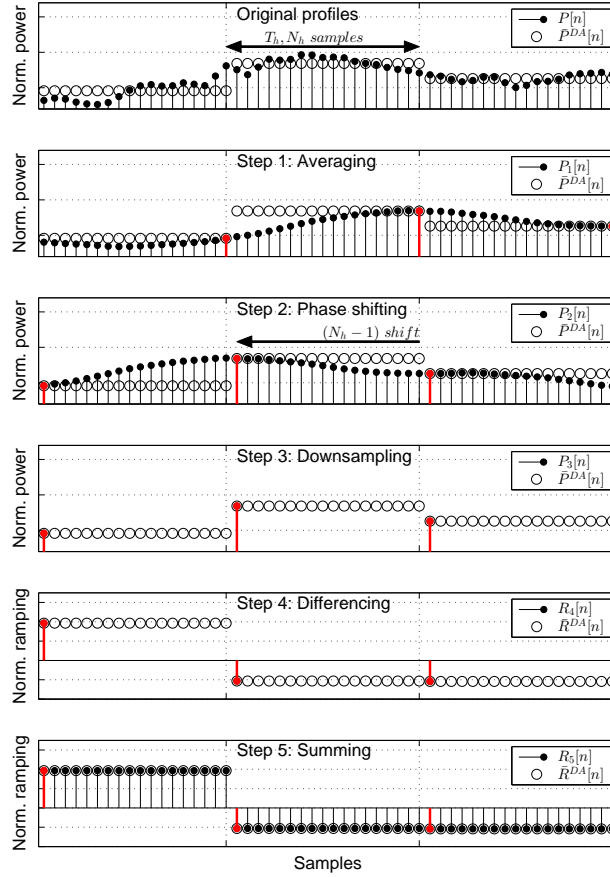 Original profiles
Norm. power
T_h, N_h samples
P[n]
P̄^{DA}[n]
Step 1: Averaging
Norm. power
P_1[n]
P̄^{DA}[n]
Step 2: Phase shifting
Norm. power
(N_h − 1) shift
P_2[n]
P̄^{DA}[n]
Step 3: Downsampling
Norm. power
P_3[n]
P̄^{DA}[n]
Step 4: Differencing
Norm. ramping
R_4[n]
R̄^{DA}[n]
Step 5: Summing
Norm. ramping
R_5[n]
R̄^{DA}[n]
Samples